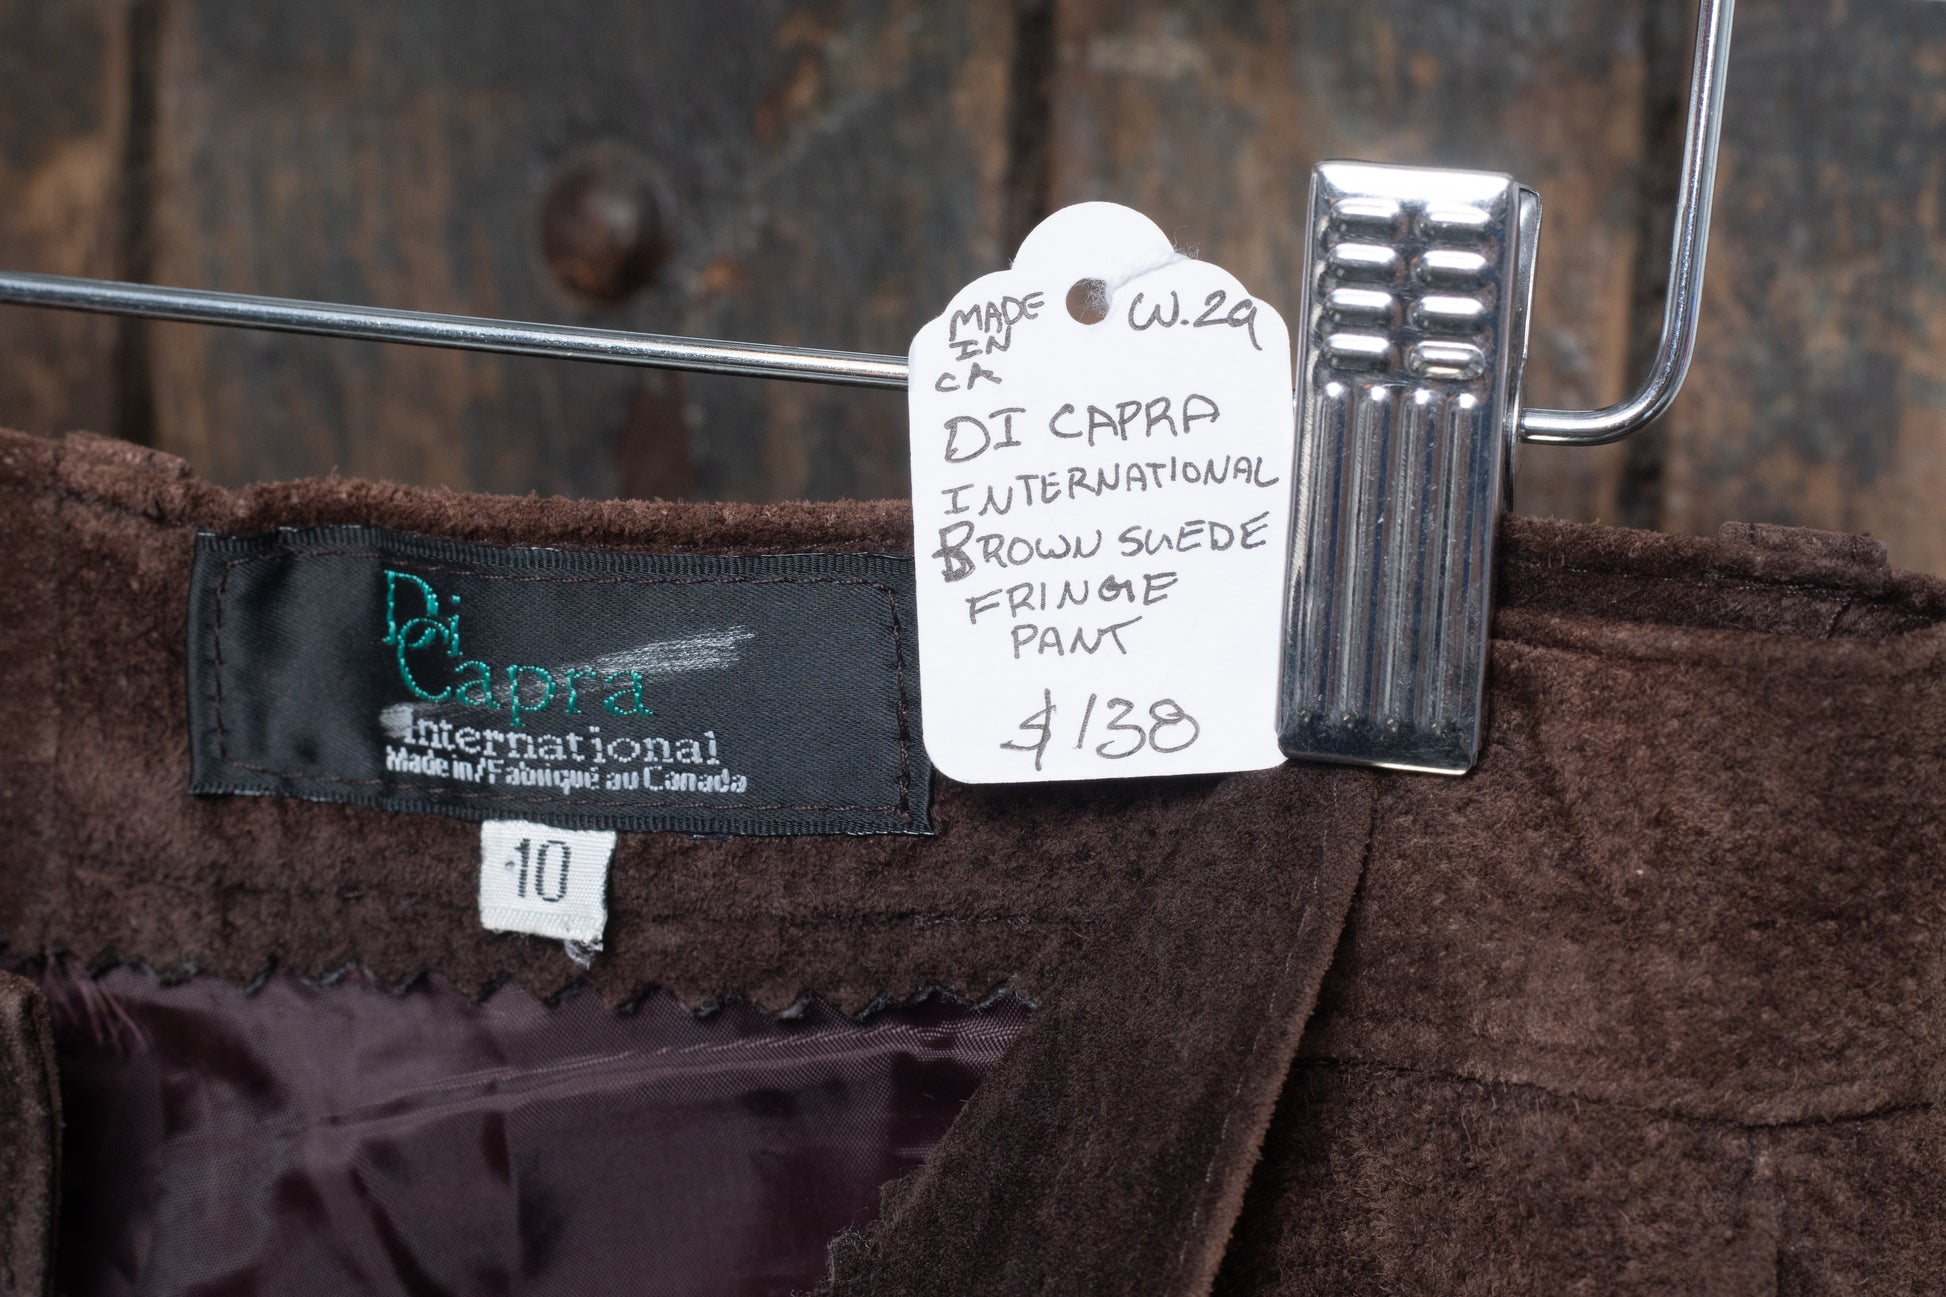 MADE
IN
CA
W.29
DI CAPRA
INTERNATIONAL
BROWN SUEDE
FRINGE
PANT
$138
Di
Capra
International
Made in/Fabriqué au Canada
10